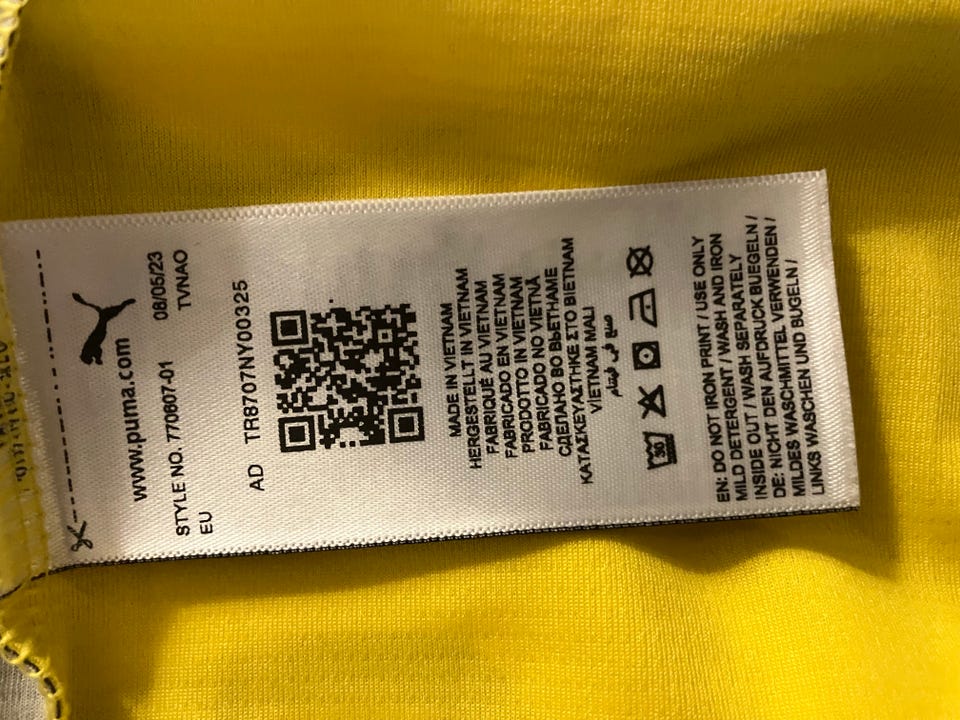 www.puma.com
STYLE NO. 770607-01 08/05/23
EU TVNAO
AD TR8707NY00325
MADE IN VIETNAM
HERGESTELLT IN VIETNAM
FABRIQUÉ AU VIETNAM
FABRICADO EN VIETNAM
PRODOTTO IN VIETNAM
FABRICADO NO VIETNÃ
СДЕЛАНО ВО ВЬЕТНАМЕ
ΚΑΤΑΣΚΕΥΑΣΤΗΚΕ ΣΤΟ ΒΙΕΤΝΑΜ
VIETNAM MALI
صنع في فيتنام
30
EN: DO NOT IRON PRINT / USE ONLY
MILD DETERGENT / WASH AND IRON
INSIDE OUT / WASH SEPARATELY
DE: NICHT DEN AUFDRUCK BUEGELN /
MILDES WASCHMITTEL VERWENDEN /
LINKS WASCHEN UND BUGELN /